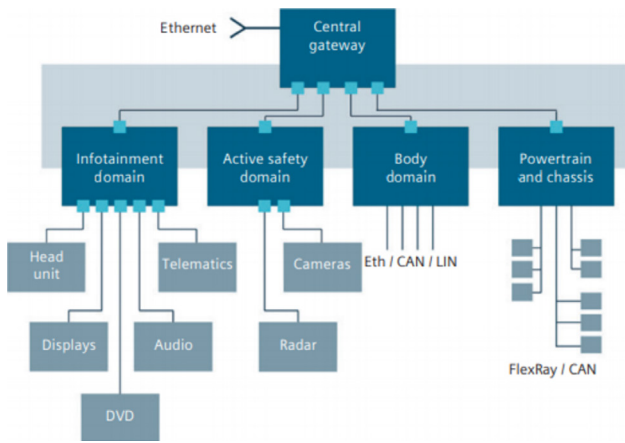 Ethernet
Central
gateway
Infotainment
domain
Active safety
domain
Body
domain
Powertrain
and chassis
Head
unit
Telematics
Cameras
Eth / CAN / LIN
Displays
Audio
Radar
FlexRay / CAN
DVD